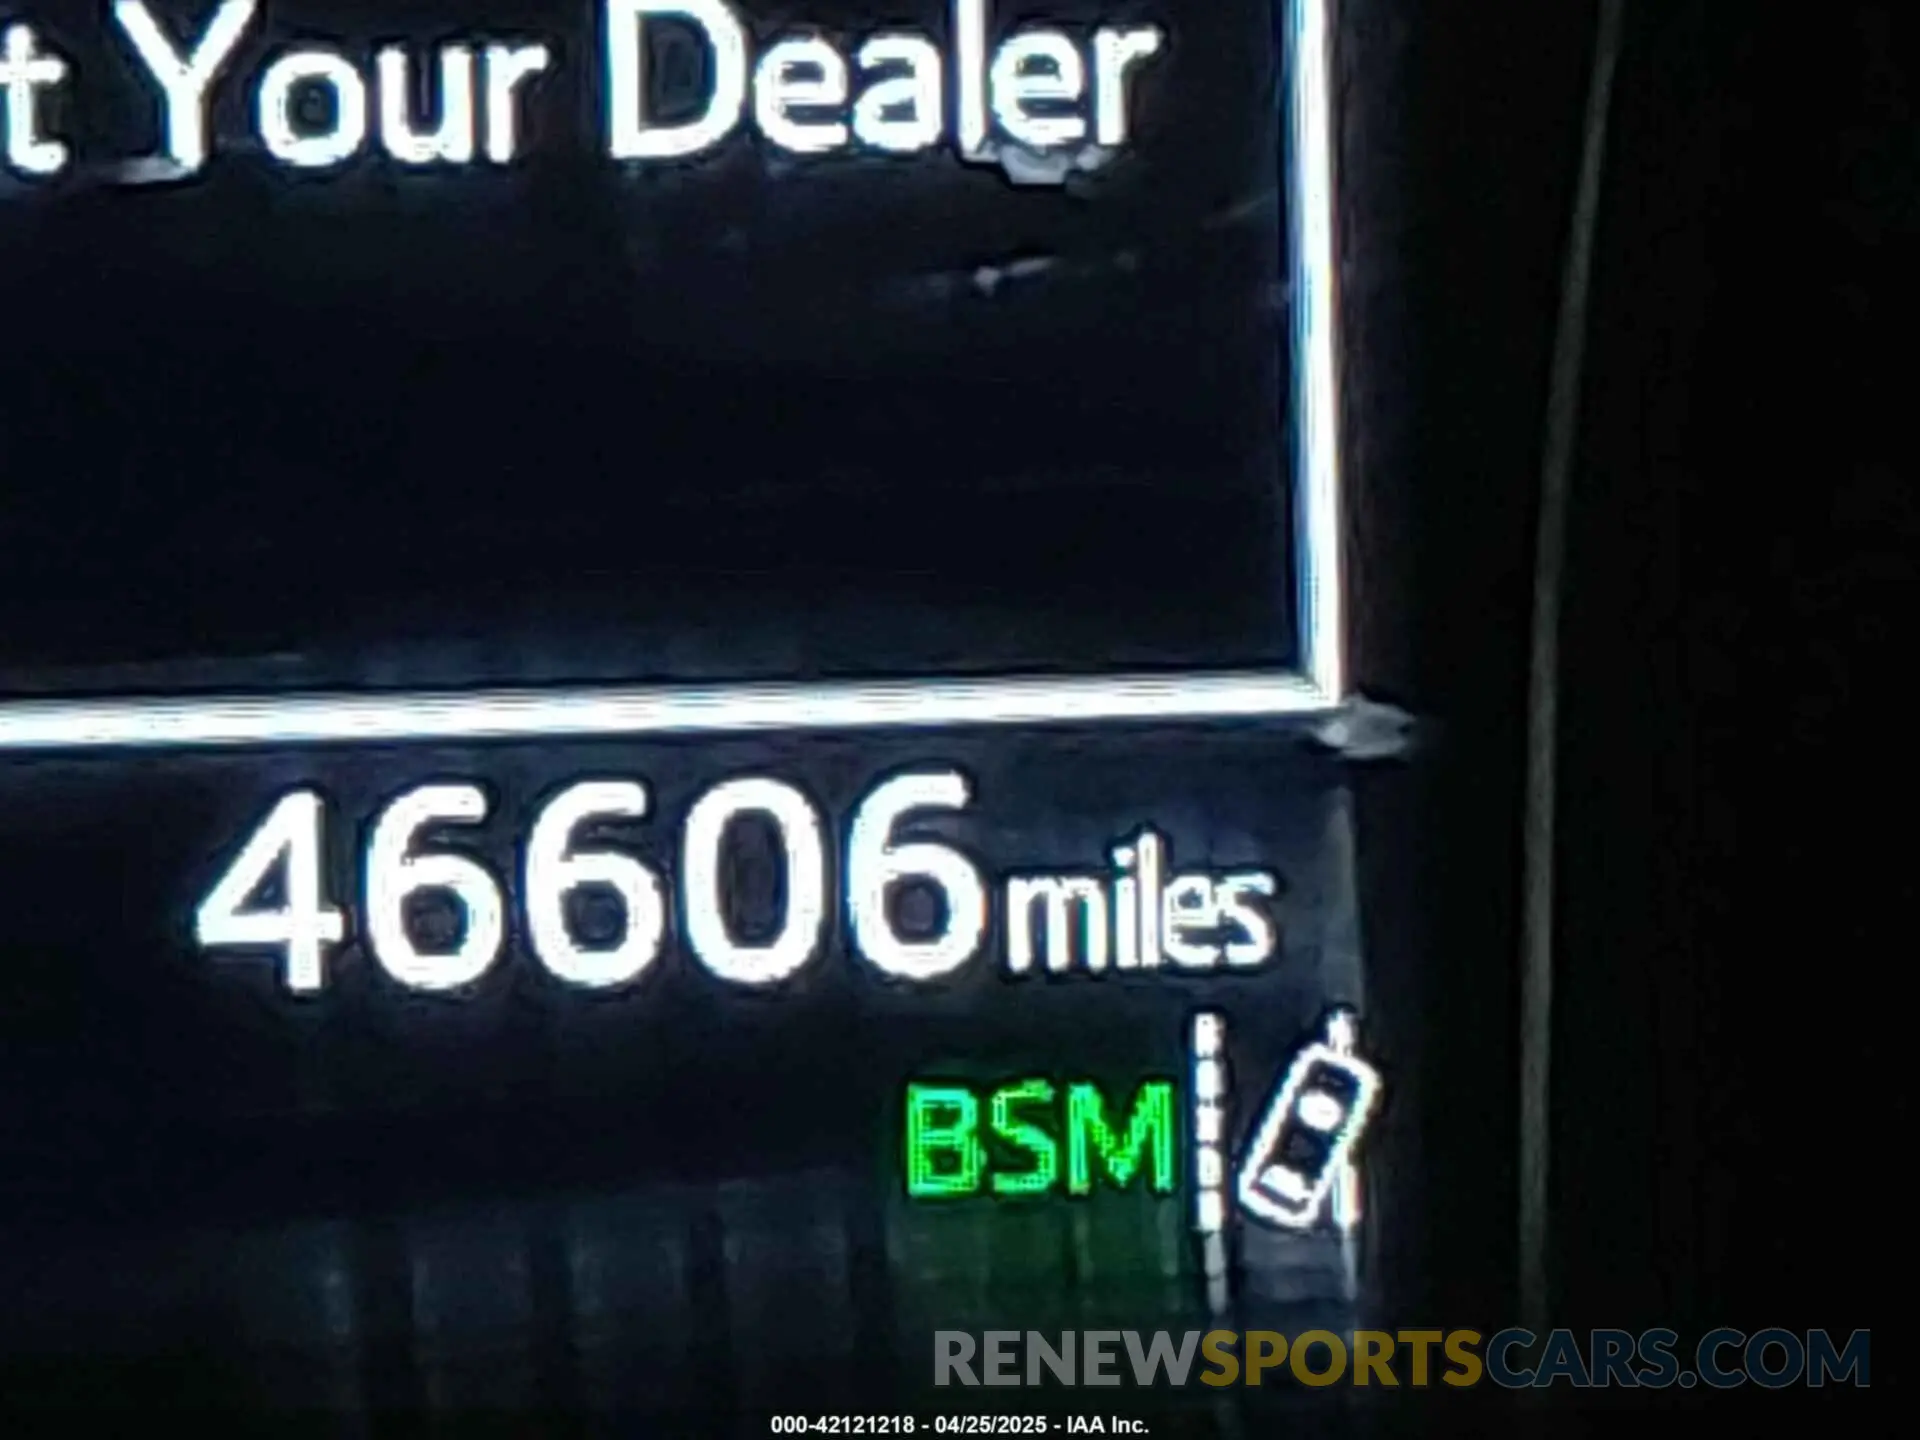 t Your Dealer
46606 miles
BSM
RENEWSPORTSCARS.COM
000-42121218 - 04/25/2025 - IAA Inc.